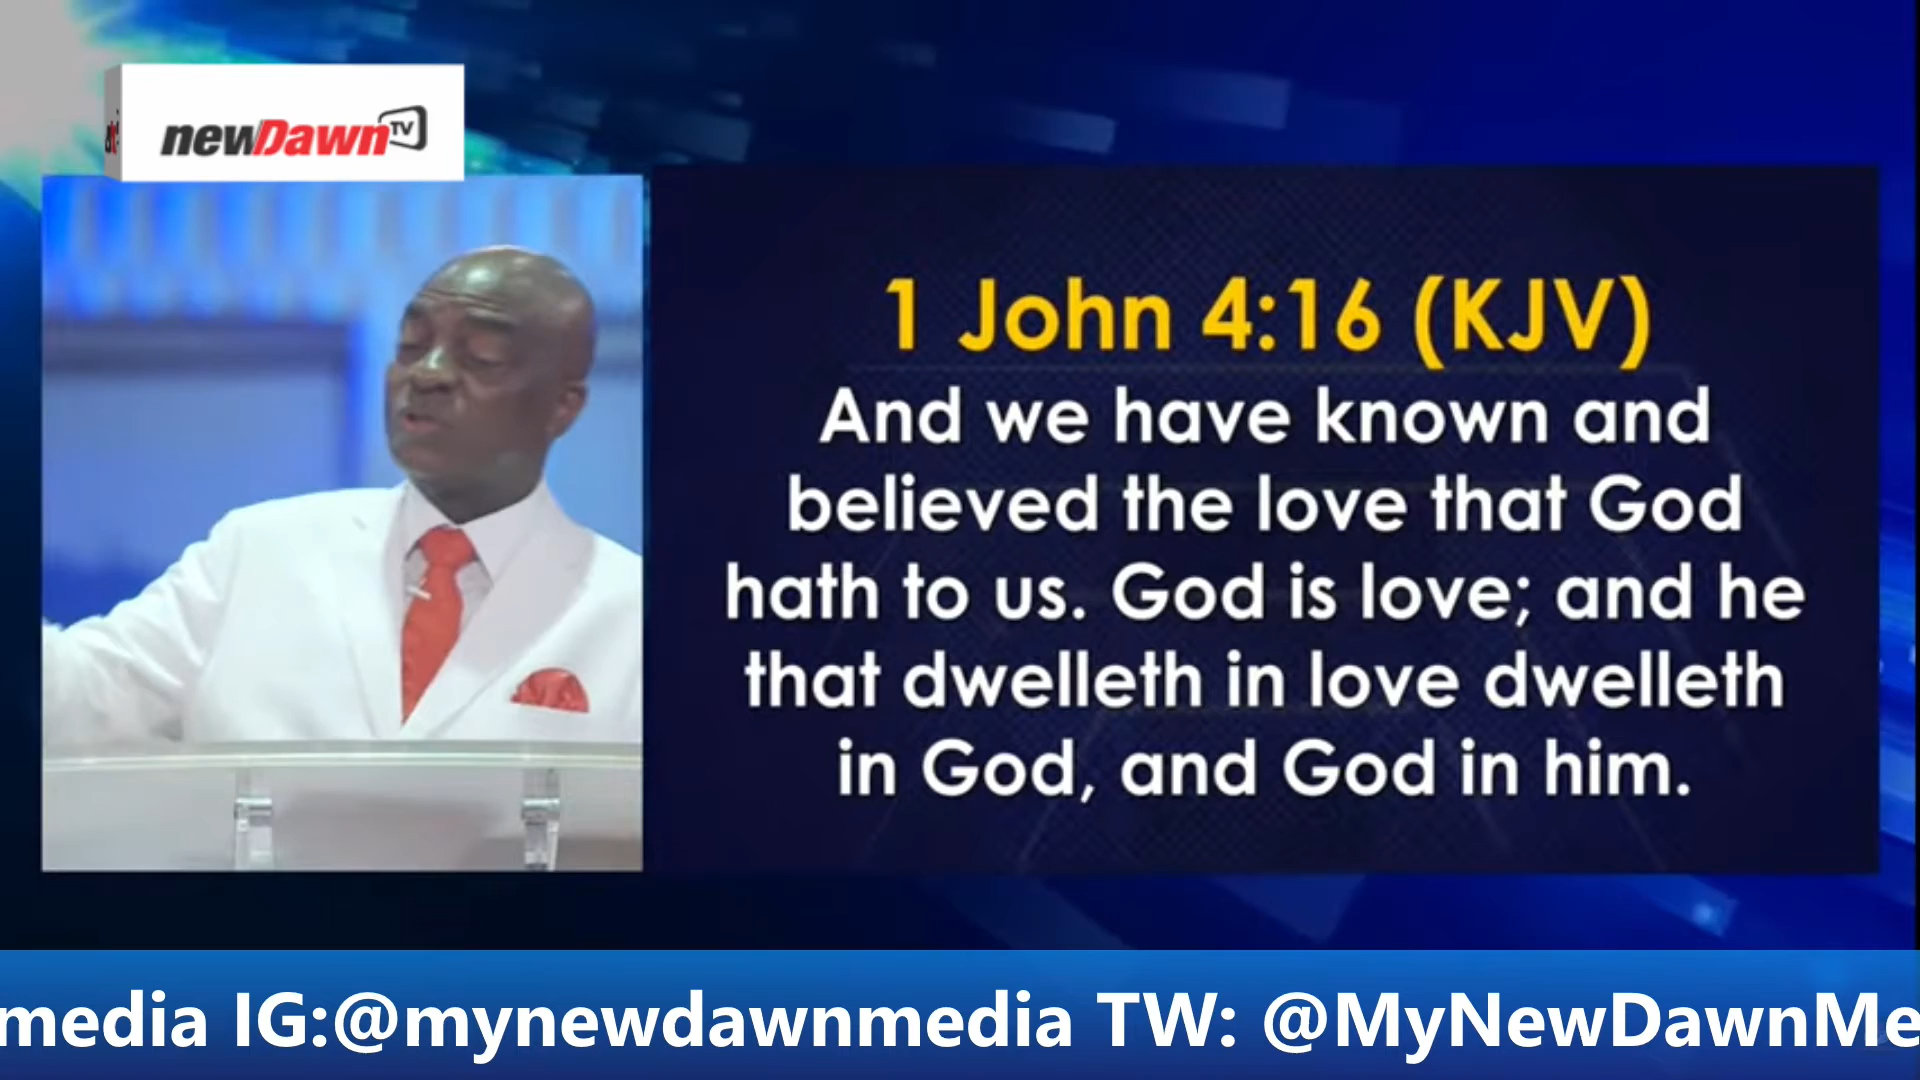 newDawn TV
1 John 4:16 (KJV)
And we have known and
believed the love that God
hath to us. God is love; and he
that dwelleth in love dwelleth
in God, and God in him.
media IG:@mynewdawnmedia TW: @MyNewDawnMe